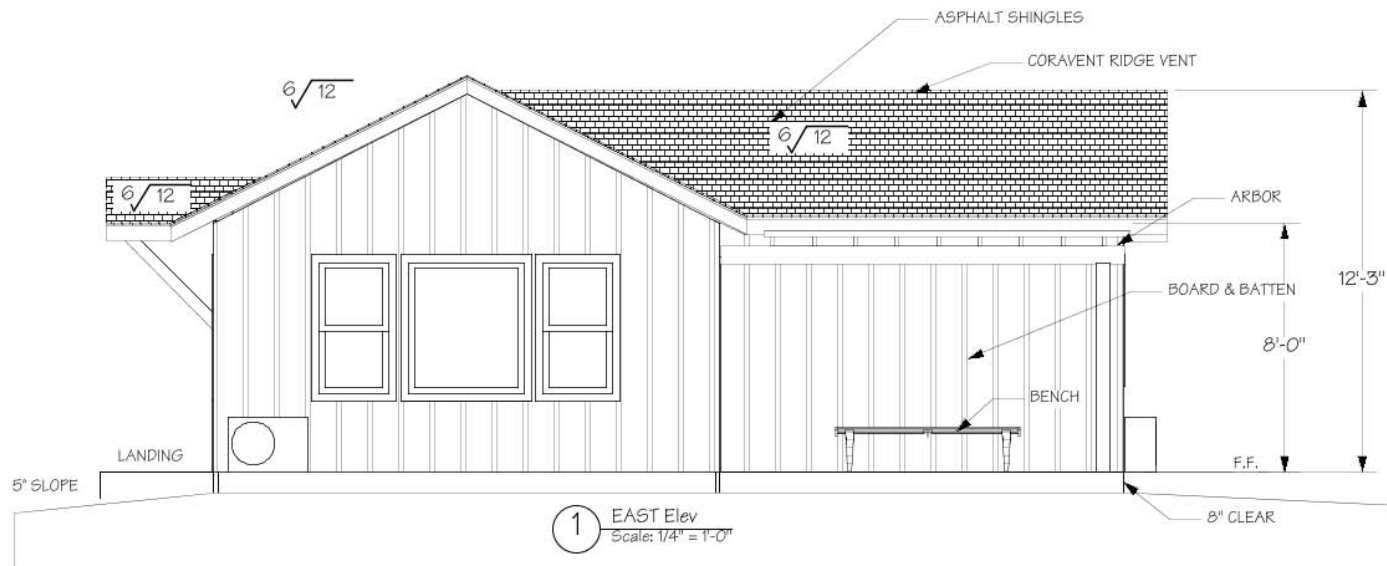 ASPHALT SHINGLES
CORAVENT RIDGE VENT
6 12
6 12
6 12
ARBOR
12'-3"
BOARD & BATTEN
8'-0"
BENCH
LANDING
F.F.
5° SLOPE
8" CLEAR
1 EAST Elev
Scale: 1/4" = 1'-0"